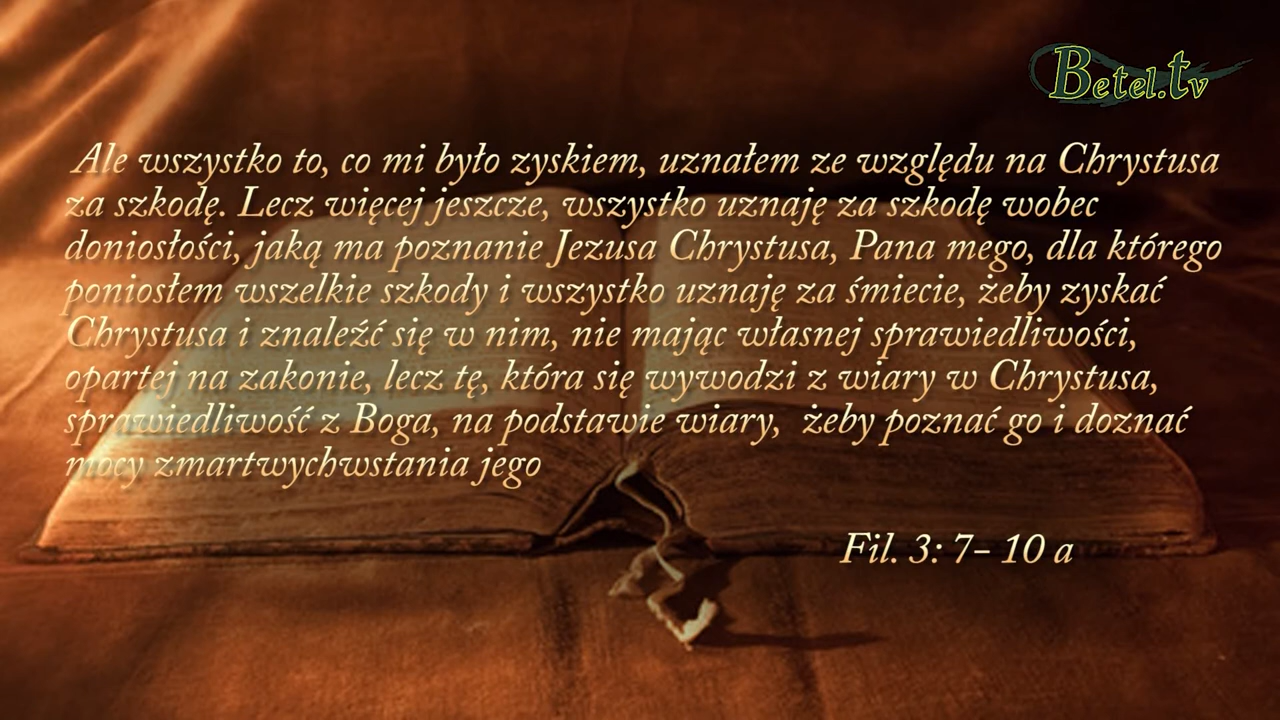 Betel.tv
Ale wszystko to, co mi było zyskiem, uznałem ze względu na Chrystusa
za szkodę. Lecz więcej jeszcze, wszystko uznaję za szkodę wobec
doniosłości, jaką ma poznanie Jezusa Chrystusa, Pana mego, dla którego
poniosłem wszelkie szkody i wszystko uznaję za śmiecie, żeby zyskać
Chrystusa i znaleźć się w nim, nie mając własnej sprawiedliwości,
opartej na zakonie, lecz tę, która się wywodzi z wiary w Chrystusa,
sprawiedliwość z Boga, na podstawie wiary,  żeby poznać go i doznać
mocy zmartwychwstania jego
Fil. 3: 7– 10 a